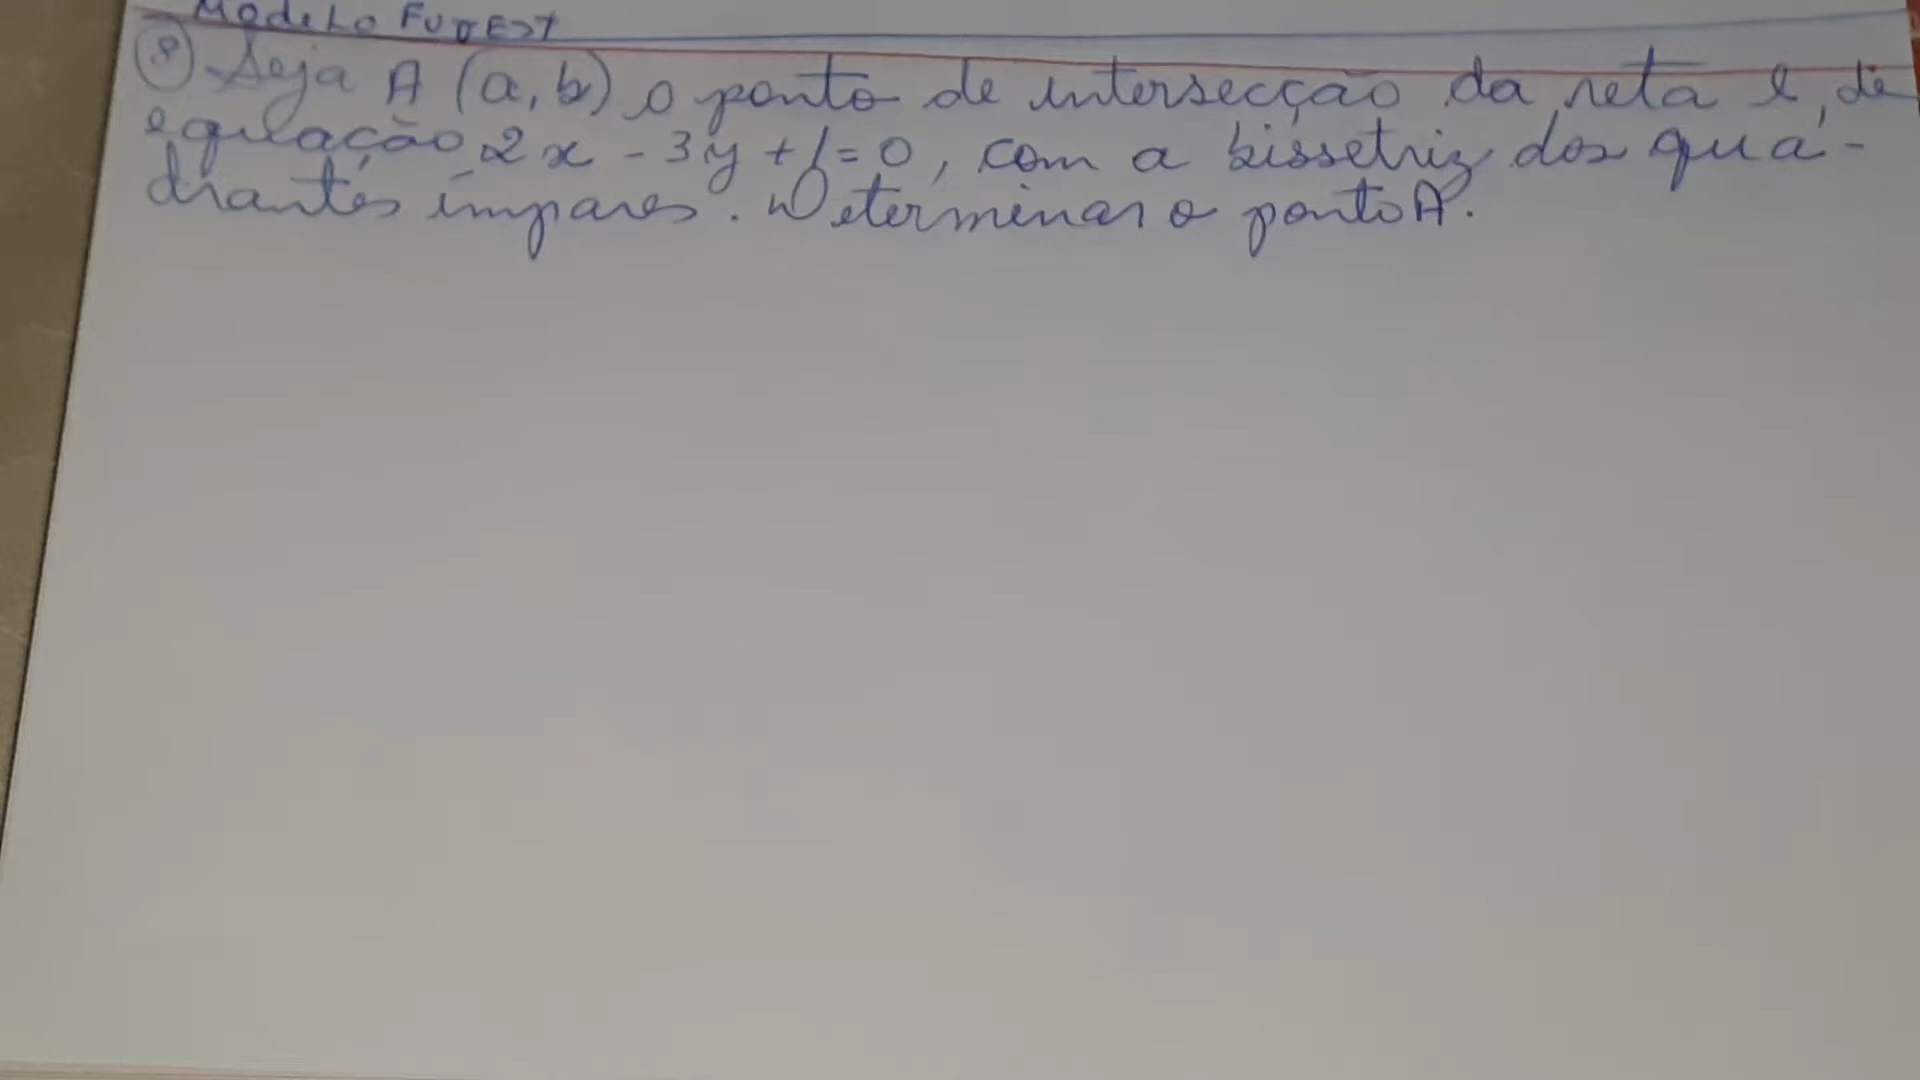 Modelo FUVEST
8) Seja A (a, b) o ponto de intersecção da reta l, de
equação 2x - 3y + 1 = 0, com a bissetriz dos quá-
drantes ímpares. Determinar o ponto A.